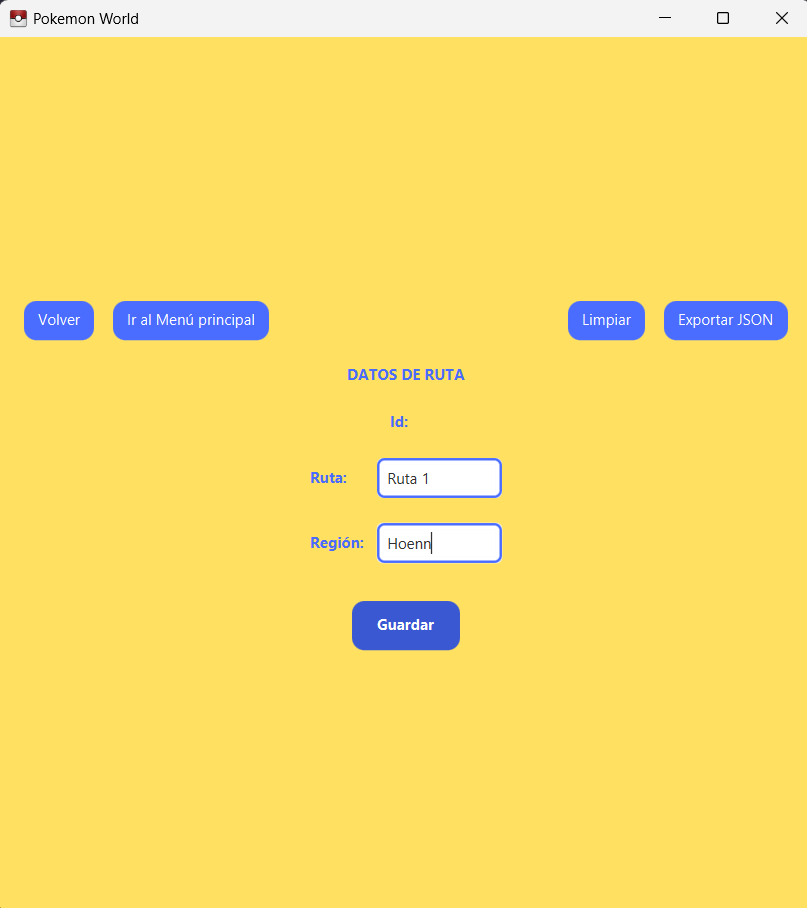 Pokemon World
Volver
Ir al Menú principal
Limpiar
Exportar JSON
DATOS DE RUTA
Id:
Ruta:
Ruta 1
Región:
Hoenn
Guardar